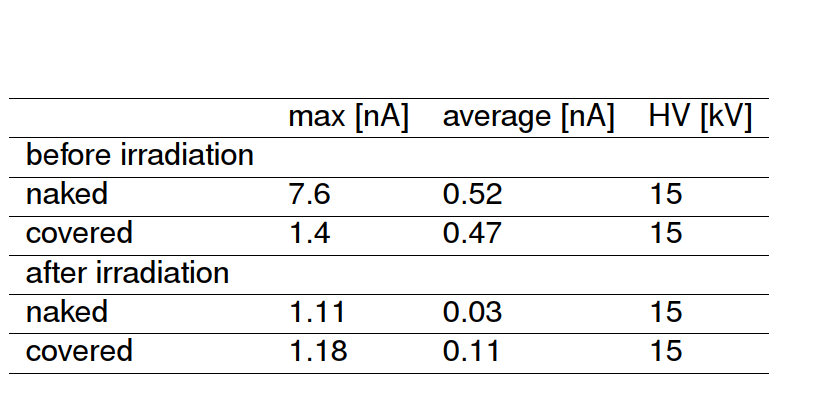 max [nA] average [nA] HV [kV]
before irradiation
naked 7.6 0.52 15
covered 1.4 0.47 15
after irradiation
naked 1.11 0.03 15
covered 1.18 0.11 15